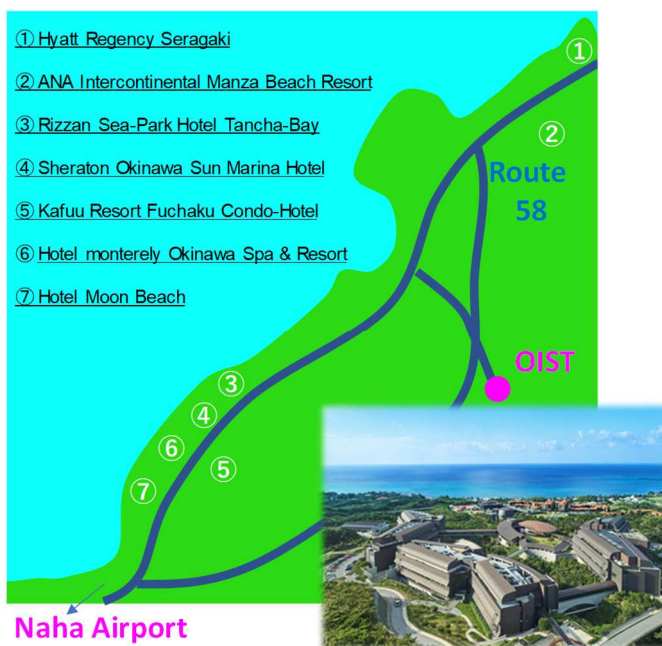 ① Hyatt Regency Seragaki
② ANA Intercontinental Manza Beach Resort
③ Rizzan Sea-Park Hotel Tancha-Bay
④ Sheraton Okinawa Sun Marina Hotel
⑤ Kafuu Resort Fuchaku Condo-Hotel
⑥ Hotel monterely Okinawa Spa & Resort
⑦ Hotel Moon Beach
①
②
Route
58
OIST
③
④
⑥
⑤
⑦
Naha Airport